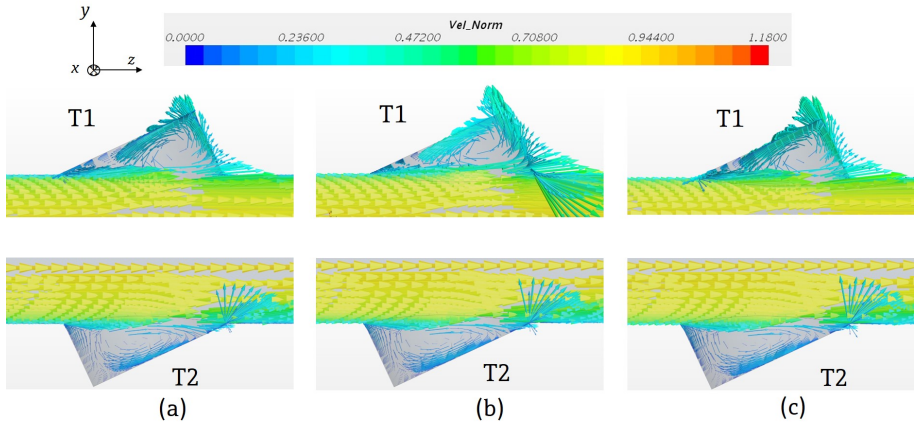 y
Vel_Norm
0.0000 0.23600 0.47200 0.70800 0.94400 1.1800
x z
T1 T1 T1
T2 T2 T2
(a) (b) (c)